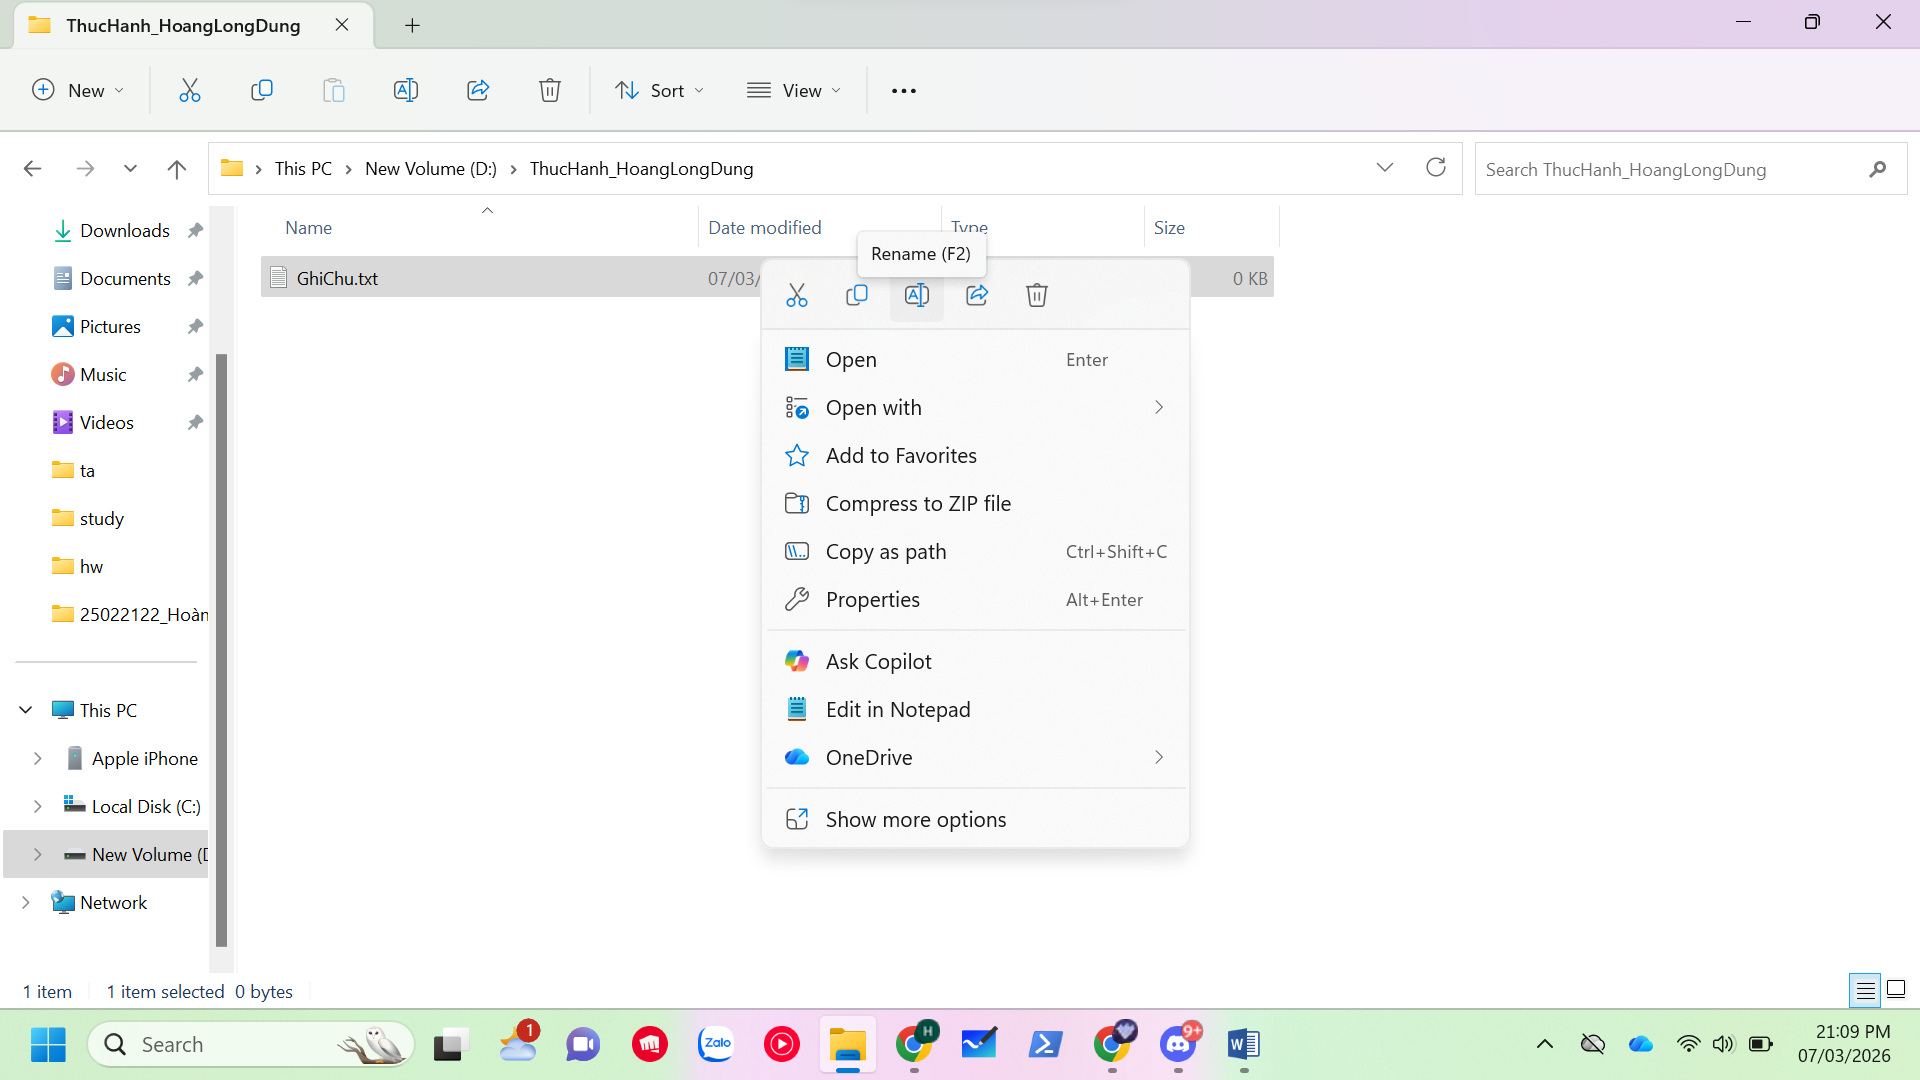 ThucHanh_HoangLongDung
New
Sort
View
This PC
New Volume (D:)
ThucHanh_HoangLongDung
Search ThucHanh_HoangLongDung
Name
Date modified
Type
Size
GhiChu.txt
07/03/
0 KB
Rename (F2)
Open
Enter
Open with
Add to Favorites
Compress to ZIP file
Copy as path
Ctrl+Shift+C
Properties
Alt+Enter
Ask Copilot
Edit in Notepad
OneDrive
Show more options
Downloads
Documents
Pictures
Music
Videos
ta
study
hw
25022122_Hoàn
This PC
Apple iPhone
Local Disk (C:)
New Volume (D
Network
1 item
1 item selected
0 bytes
Search
1
Zalo
H
9+
W
21:09 PM
07/03/2026